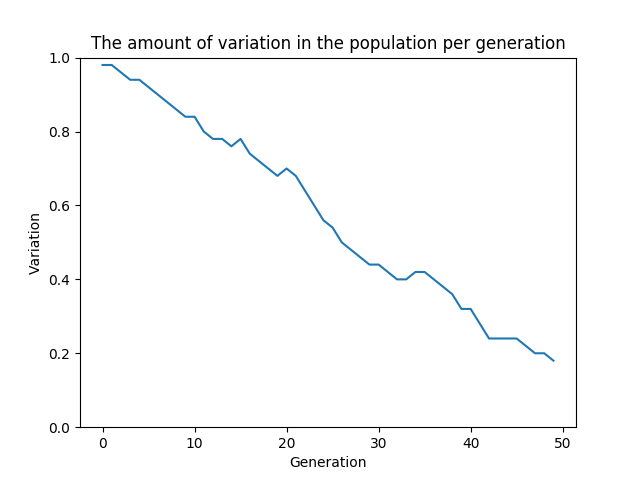 The amount of variation in the population per generation
1.0
0.8
0.6
0.4
0.2
0.0
Variation
0 10 20 30 40 50
Generation